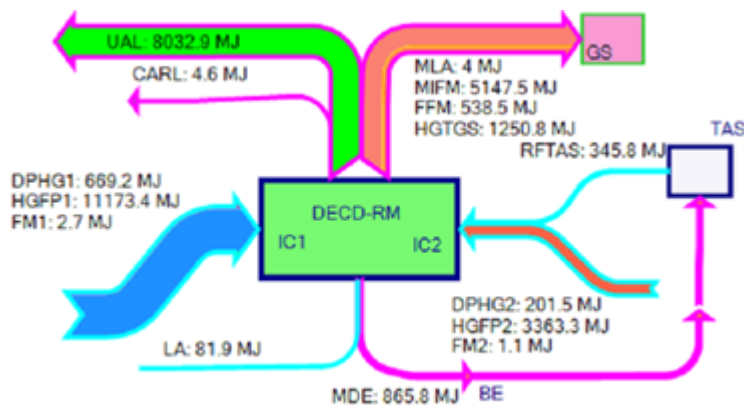 UAL: 8032.9 MJ
CARL: 4.6 MJ
MLA: 4 MJ
MIFM: 5147.5 MJ
FFM: 538.5 MJ
HGTGS: 1250.8 MJ
GS
TAS
RFTAS: 345.8 MJ
DPHG1: 669.2 MJ
HGFP1: 11173.4 MJ
FM1: 2.7 MJ
DECD-RM
IC1
IC2
DPHG2: 201.5 MJ
HGFP2: 3363.3 MJ
FM2: 1.1 MJ
LA: 81.9 MJ
MDE: 865.8 MJ
BE